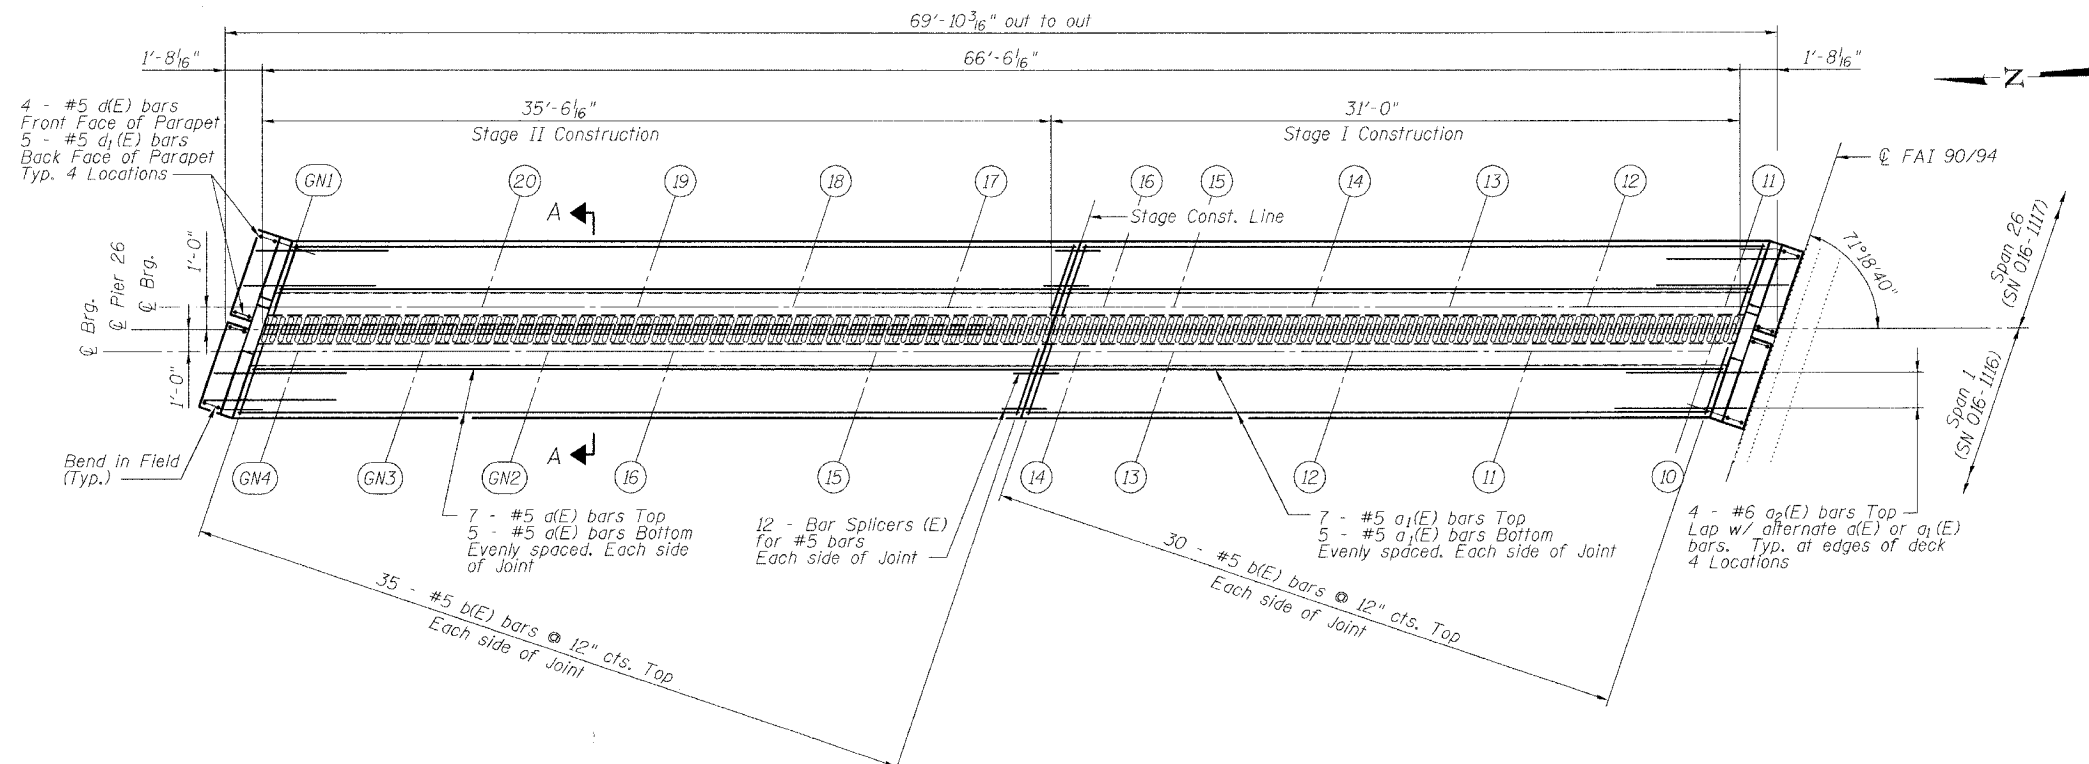 69'-10 3/16" out to out
1'-8 1/16"
66'-6 1/16"
1'-8 1/16"
N
4 - #5 d(E) bars
Front Face of Parapet
5 - #5 d1(E) bars
Back Face of Parapet
Typ. 4 Locations
35'-6 1/16"
Stage II Construction
31'-0"
Stage I Construction
℄ FAI 90/94
GN1
20
19
18
17
16
15
14
13
12
11
A
Stage Const. Line
Span 26
(SN 016-1117)
71°18'40"
1'-0"
℄ Brg.
℄ Pier 26
℄ Brg.
1'-0"
Span 1
(SN 016-1116)
A
Bend in Field
(Typ.)
GN4
GN3
GN2
16
15
14
13
12
11
10
7 - #5 a(E) bars Top
5 - #5 a(E) bars Bottom
Evenly spaced. Each side
of Joint
12 - Bar Splicers (E)
for #5 bars
Each side of Joint
7 - #5 a1(E) bars Top
5 - #5 a1(E) bars Bottom
Evenly spaced. Each side of Joint
4 - #6 a2(E) bars Top
Lap w/ alternate a(E) or a1(E)
bars. Typ. at edges of deck
4 Locations
35 - #5 b(E) bars @ 12" cts. Top
Each side of Joint
30 - #5 b(E) bars @ 12" cts. Top
Each side of Joint